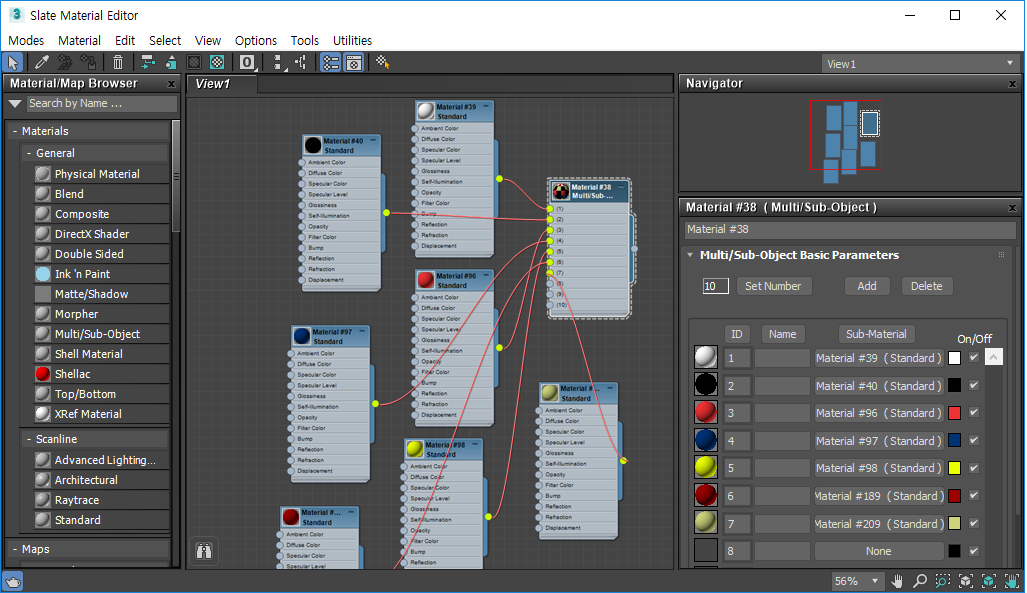 Slate Material Editor
Modes Material Edit Select View Options Tools Utilities
View1
Material/Map Browser
Search by Name ...
- Materials
- General
Physical Material
Blend
Composite
DirectX Shader
Double Sided
Ink 'n Paint
Matte/Shadow
Morpher
Multi/Sub-Object
Shell Material
Shellac
Top/Bottom
XRef Material
- Scanline
Advanced Lighting...
Architectural
Raytrace
Standard
- Maps
View1
Material #39
Standard
Ambient Color
Diffuse Color
Specular Color
Specular Level
Glossiness
Self-Illumination
Opacity
Filter Color
Bump
Reflection
Refraction
Displacement
Material #40
Standard
Ambient Color
Diffuse Color
Specular Color
Specular Level
Glossiness
Self-Illumination
Opacity
Filter Color
Bump
Reflection
Refraction
Displacement
Material #38
Multi/Sub-...
(1)
(2)
(3)
(4)
(5)
(6)
(7)
(8)
(9)
(10)
Material #96
Standard
Ambient Color
Diffuse Color
Specular Color
Specular Level
Glossiness
Self-Illumination
Opacity
Filter Color
Bump
Reflection
Refraction
Displacement
Material #97
Standard
Ambient Color
Diffuse Color
Specular Color
Specular Level
Glossiness
Self-Illumination
Opacity
Filter Color
Bump
Reflection
Refraction
Displacement
Material #...
Standard
Ambient Color
Diffuse Color
Specular Color
Specular Level
Glossiness
Self-Illumination
Opacity
Filter Color
Bump
Reflection
Refraction
Displacement
Material #98
Standard
Ambient Color
Diffuse Color
Specular Color
Specular Level
Glossiness
Self-Illumination
Opacity
Filter Color
Bump
Reflection
Material #...
Standard
Ambient Color
Diffuse Color
Specular Color
Specular Level
Navigator
Material #38 ( Multi/Sub-Object )
Material #38
Multi/Sub-Object Basic Parameters
10 Set Number Add Delete
ID Name Sub-Material On/Off
1 Material #39 ( Standard )
2 Material #40 ( Standard )
3 Material #96 ( Standard )
4 Material #97 ( Standard )
5 Material #98 ( Standard )
6 Material #189 ( Standard )
7 Material #209 ( Standard )
8 None
56%